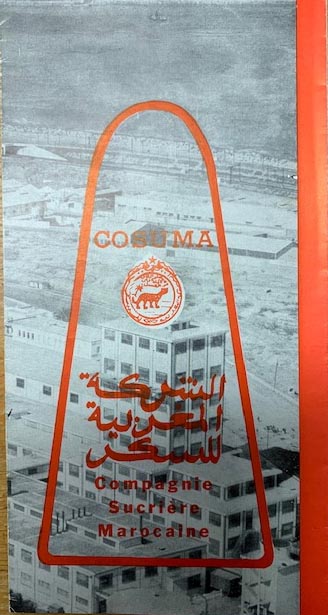 COSUMA
الشركة
المغربية
للسكر
Compagnie
Sucrière
Marocaine